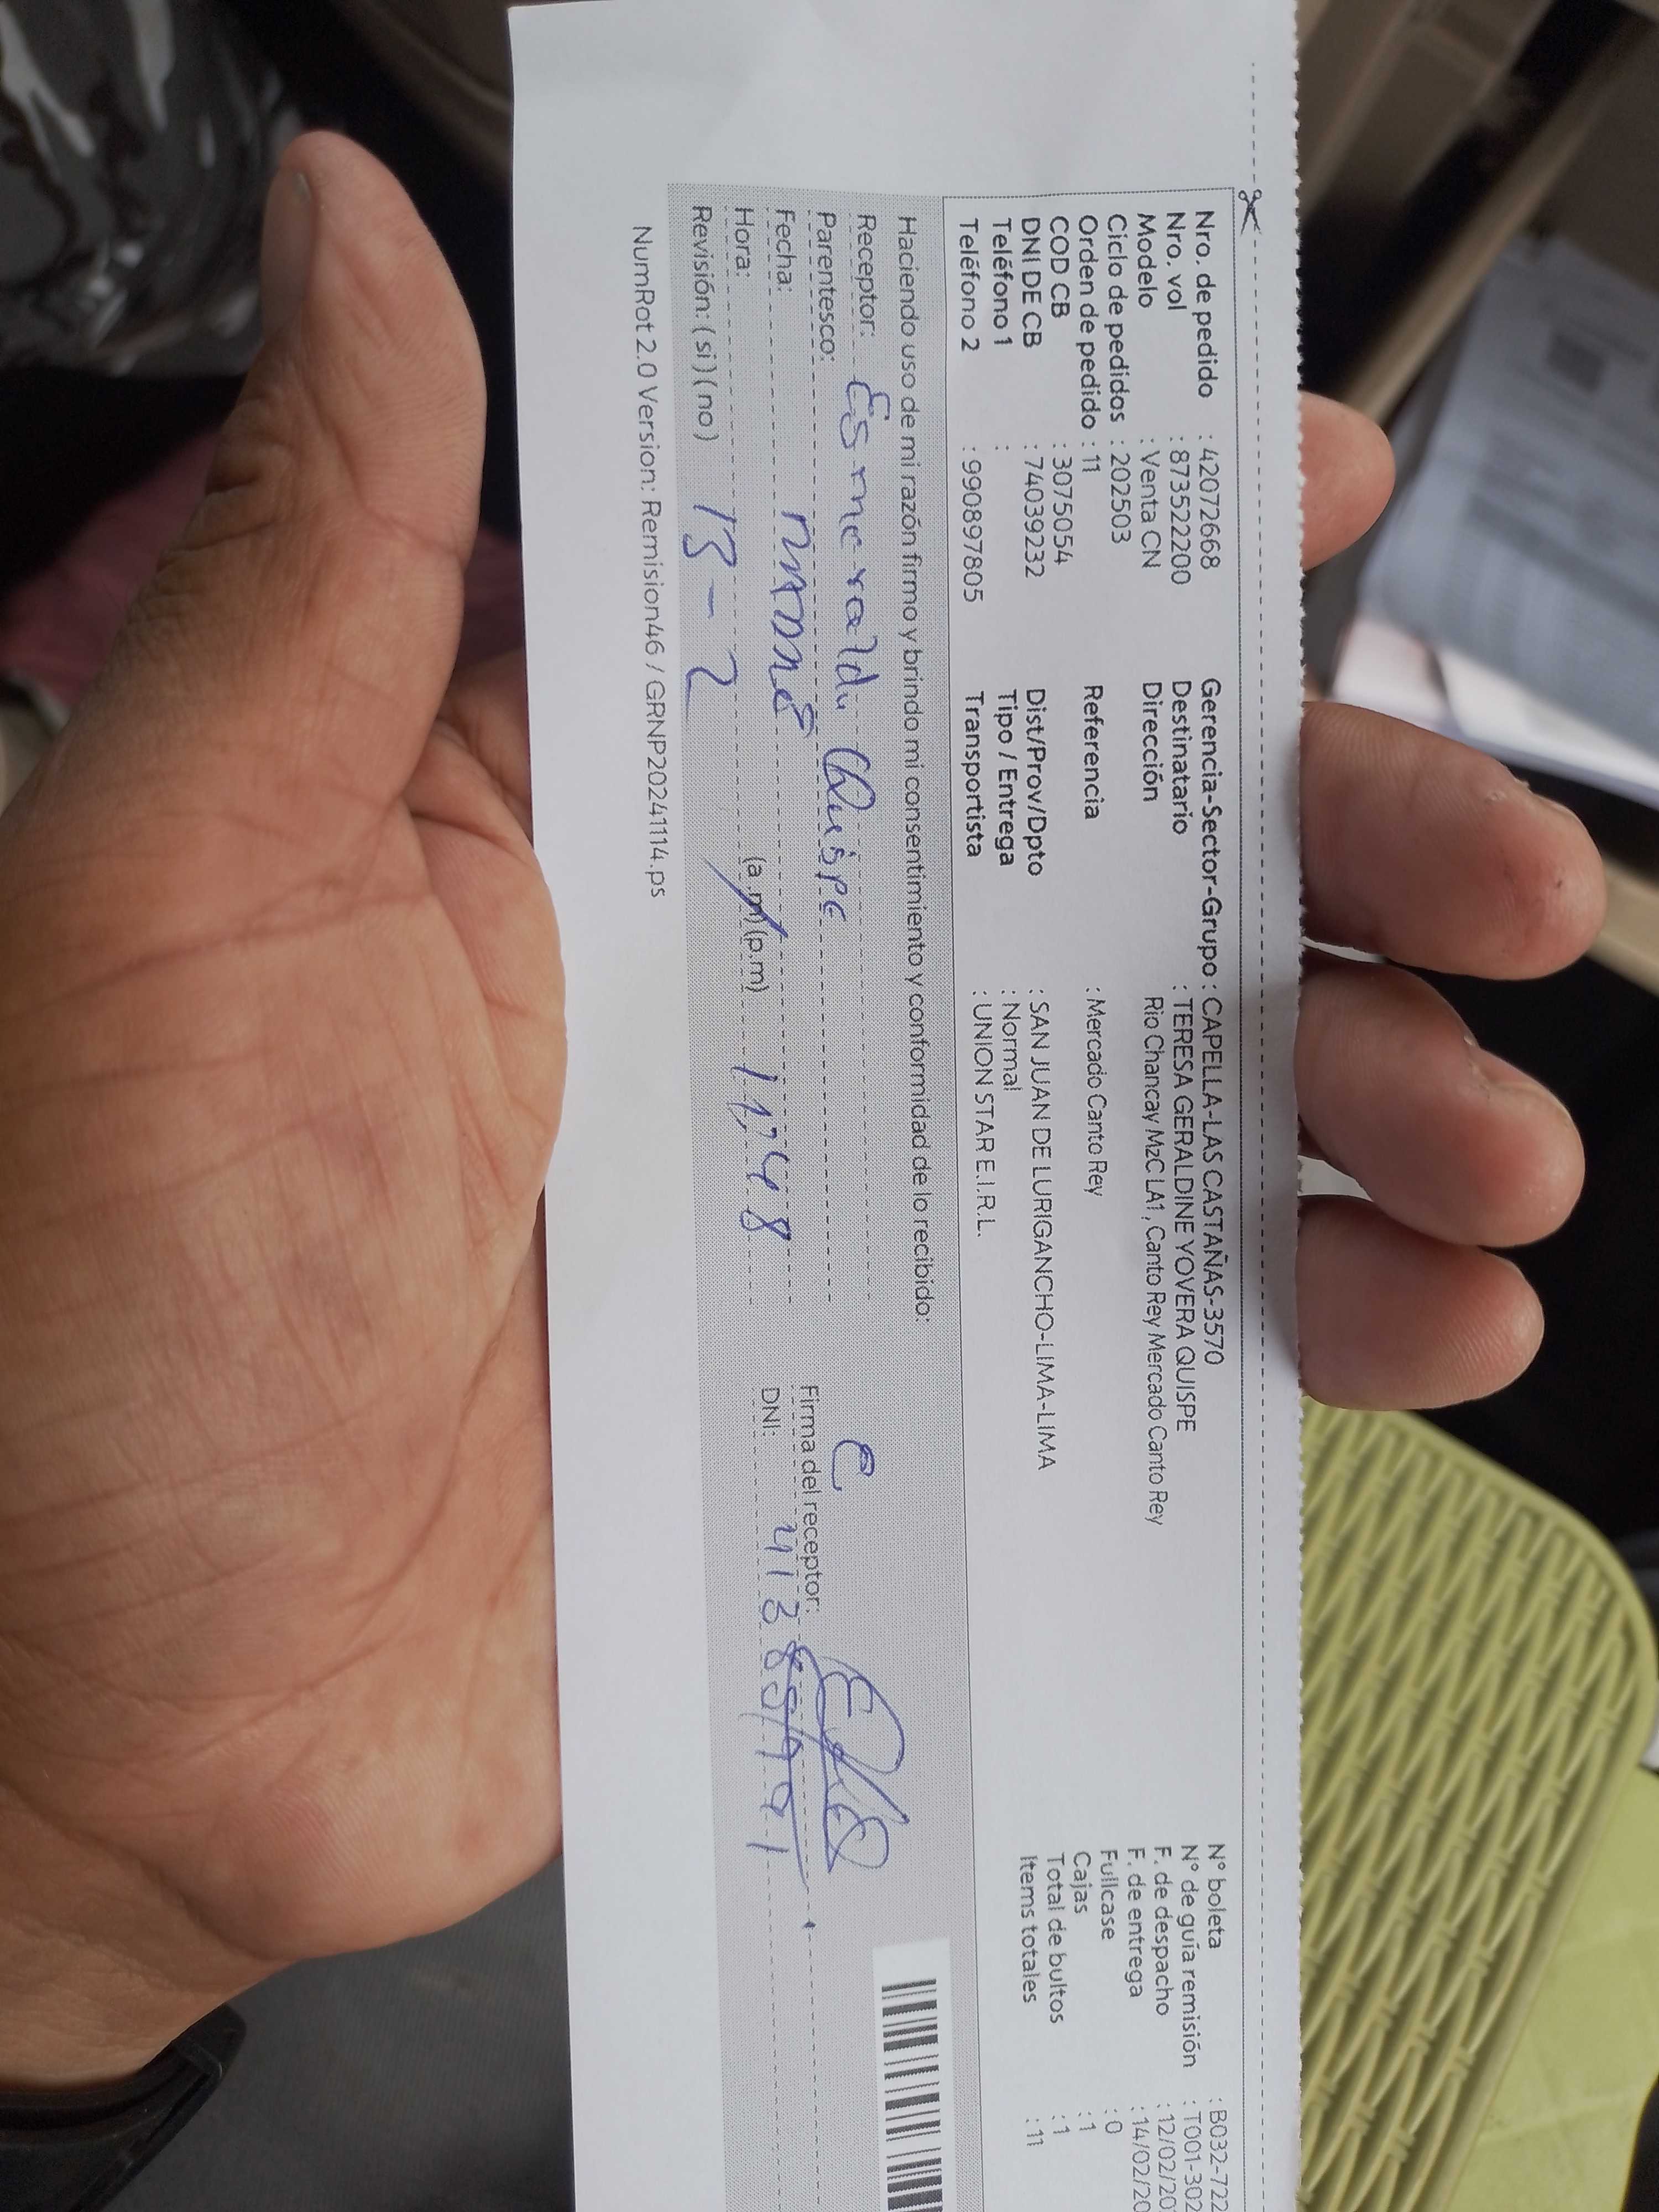 Nro. de pedido : 42072668
Nro. vol : 873522200
Modelo : Venta CN
Ciclo de pedidos : 202503
Orden de pedido : 11
COD CB : 3075054
DNI DE CB : 74039232
Teléfono 1 :
Teléfono 2 : 990897805
Gerencia-Sector-Grupo : CAPELLA-LAS CASTAÑAS-3570
Destinatario : TERESA GERALDINE YOVERA QUISPE
Dirección Rio Chancay MzC LA1, Canto Rey Mercado Canto Rey
Referencia : Mercado Canto Rey
Dist/Prov/Dpto : SAN JUAN DE LURIGANCHO-LIMA-LIMA
Tipo / Entrega : Normal
Transportista : UNION STAR E.I.R.L.
N° boleta : B032-722
N° de guía remisión : T001-302
F. de despacho : 12/02/20
F. de entrega : 14/02/20
Fullcase : 0
Cajas : 1
Total de bultos : 1
Items totales : 11
Haciendo uso de mi razón firmo y brindo mi consentimiento y conformidad de lo recibido:
Receptor: Esmeralda Quispe
Parentesco:
Fecha: 13-2
Hora: (a.m) (p.m) 1748
Revisión: (si) (no)
Firma del receptor:
DNI:
NumRot 2.0 Version: Remision46 / GRNP20241114.ps